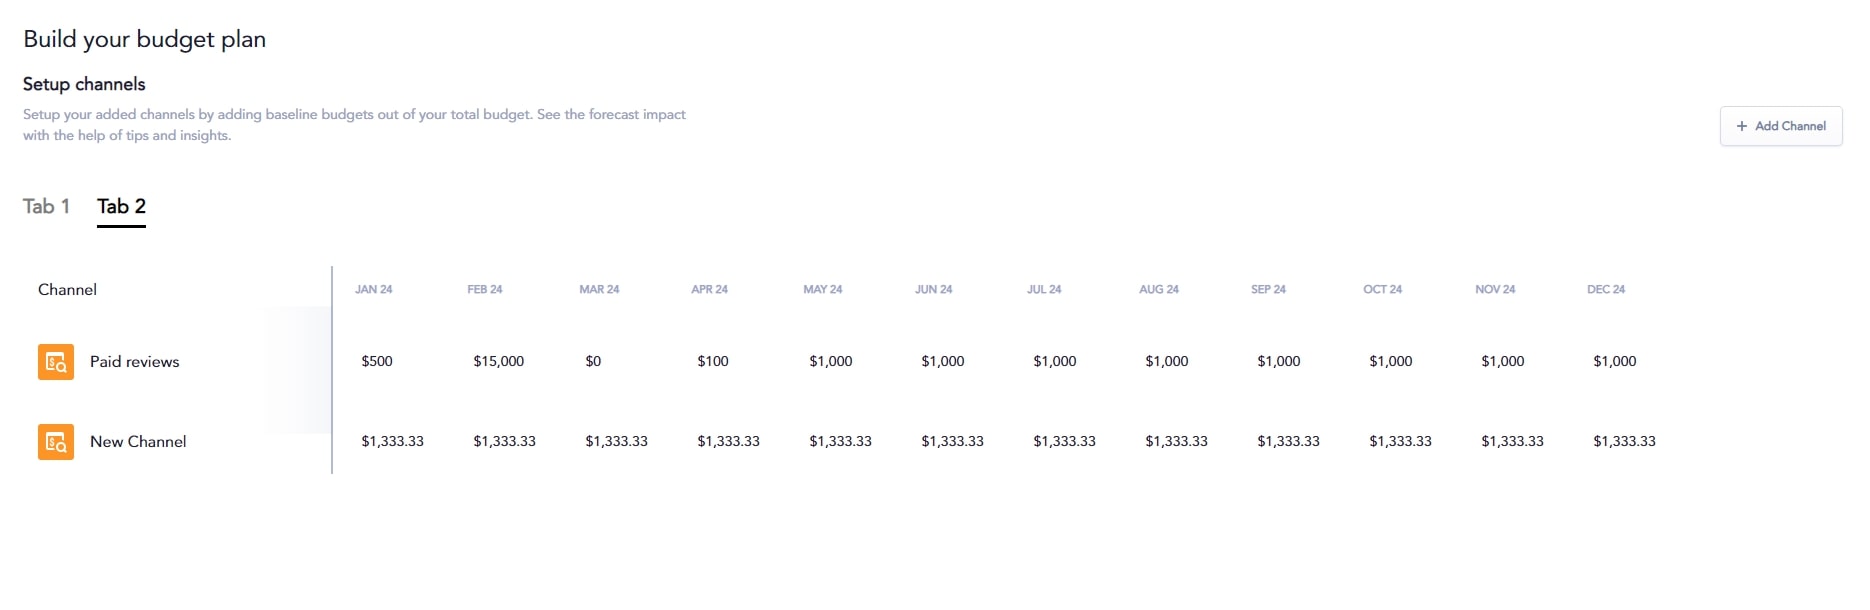 Build your budget plan
Setup channels
Setup your added channels by adding baseline budgets out of your total budget. See the forecast impact
with the help of tips and insights.
+ Add Channel
Tab 1 Tab 2
Channel JAN 24 FEB 24 MAR 24 APR 24 MAY 24 JUN 24 JUL 24 AUG 24 SEP 24 OCT 24 NOV 24 DEC 24
$ Paid reviews $500 $15,000 $0 $100 $1,000 $1,000 $1,000 $1,000 $1,000 $1,000 $1,000 $1,000
$ New Channel $1,333.33 $1,333.33 $1,333.33 $1,333.33 $1,333.33 $1,333.33 $1,333.33 $1,333.33 $1,333.33 $1,333.33 $1,333.33 $1,333.33